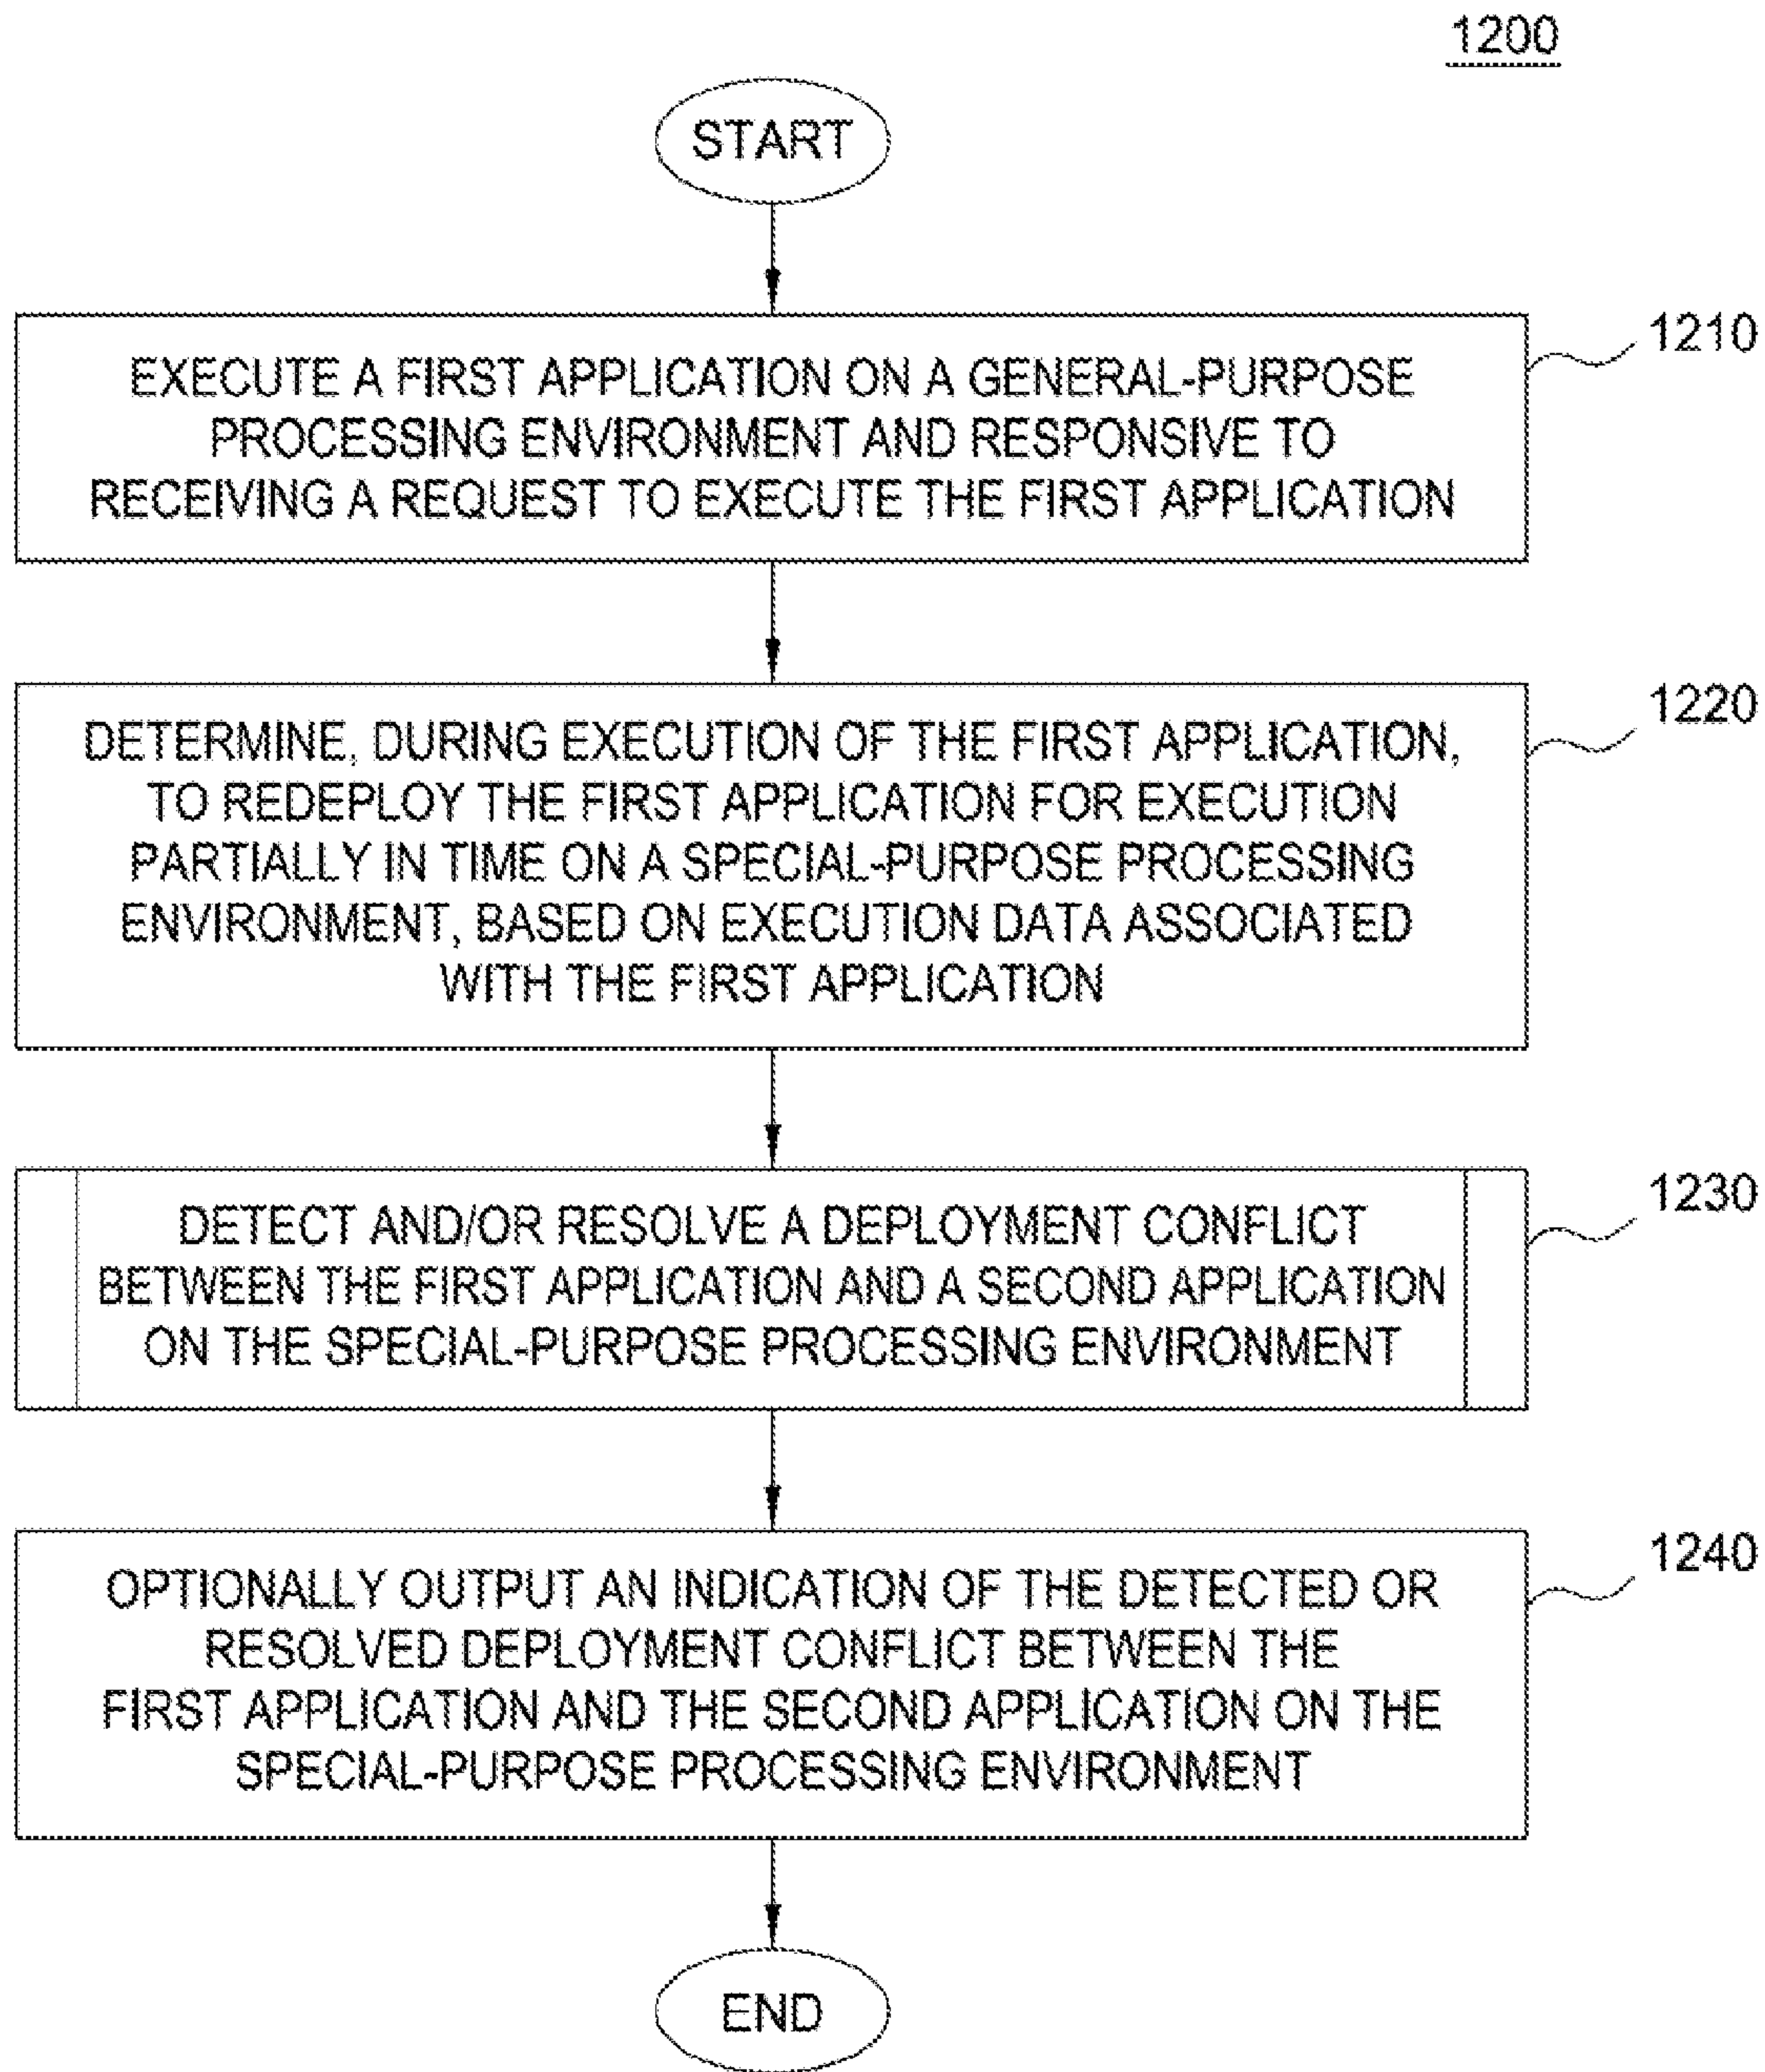 1200
START
EXECUTE A FIRST APPLICATION ON A GENERAL-PURPOSE
PROCESSING ENVIRONMENT AND RESPONSIVE TO
RECEIVING A REQUEST TO EXECUTE THE FIRST APPLICATION
1210
DETERMINE, DURING EXECUTION OF THE FIRST APPLICATION,
TO REDEPLOY THE FIRST APPLICATION FOR EXECUTION
PARTIALLY IN TIME ON A SPECIAL-PURPOSE PROCESSING
ENVIRONMENT, BASED ON EXECUTION DATA ASSOCIATED
WITH THE FIRST APPLICATION
1220
DETECT AND/OR RESOLVE A DEPLOYMENT CONFLICT
BETWEEN THE FIRST APPLICATION AND A SECOND APPLICATION
ON THE SPECIAL-PURPOSE PROCESSING ENVIRONMENT
1230
OPTIONALLY OUTPUT AN INDICATION OF THE DETECTED OR
RESOLVED DEPLOYMENT CONFLICT BETWEEN THE
FIRST APPLICATION AND THE SECOND APPLICATION ON THE
SPECIAL-PURPOSE PROCESSING ENVIRONMENT
1240
END